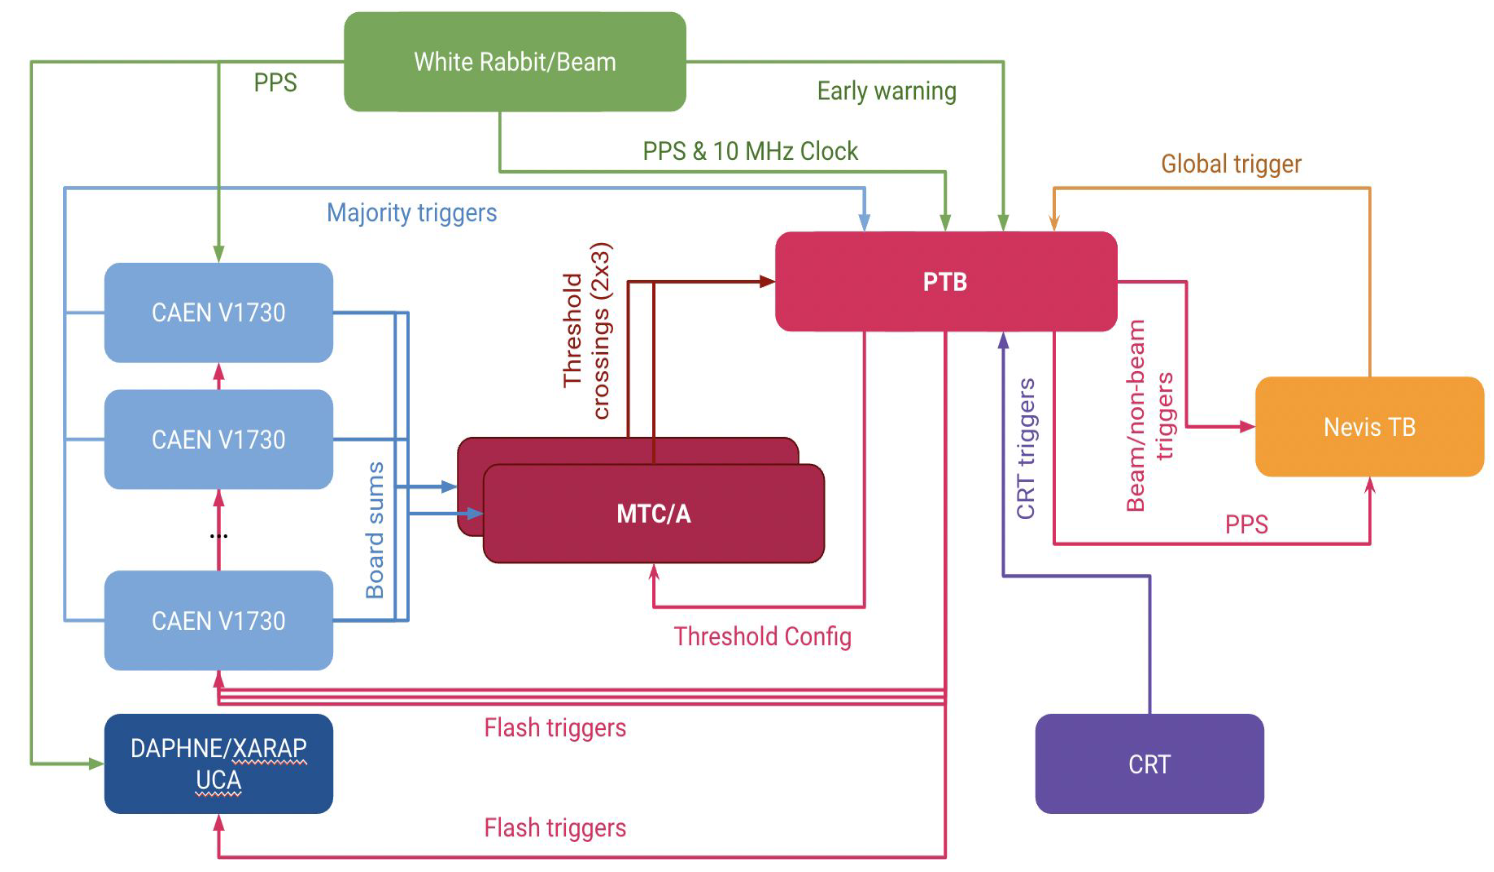 White Rabbit/Beam
PPS
Early warning
PPS & 10 MHz Clock
Global trigger
Majority triggers
Threshold
crossings (2x3)
PTB
CAEN V1730
CAEN V1730
...
CAEN V1730
Board sums
MTC/A
CRT triggers
Beam/non-beam
triggers
Nevis TB
PPS
Threshold Config
Flash triggers
DAPHNE/XARAP
UCA
CRT
Flash triggers